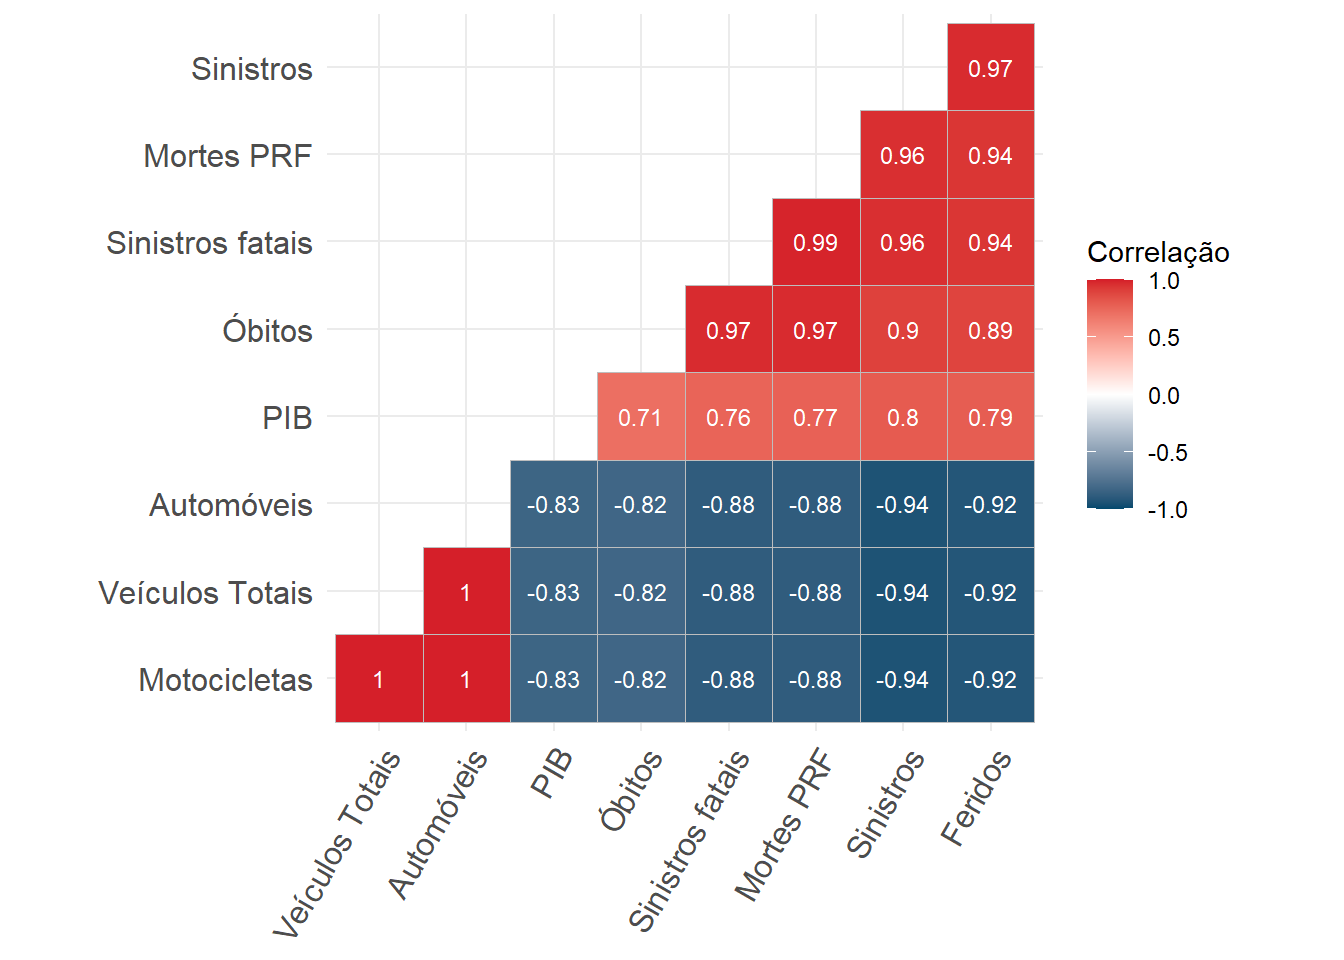 Sinistros
0.97
Mortes PRF
0.96 0.94
Sinistros fatais
0.99 0.96 0.94
Óbitos
0.97 0.97 0.9 0.89
PIB
0.71 0.76 0.77 0.8 0.79
Automóveis
-0.83 -0.82 -0.88 -0.88 -0.94 -0.92
Veículos Totais
1 -0.83 -0.82 -0.88 -0.88 -0.94 -0.92
Motocicletas
1 1 -0.83 -0.82 -0.88 -0.88 -0.94 -0.92
Veículos Totais
Automóveis
PIB
Óbitos
Sinistros fatais
Mortes PRF
Sinistros
Feridos
Correlação
1.0
0.5
0.0
-0.5
-1.0